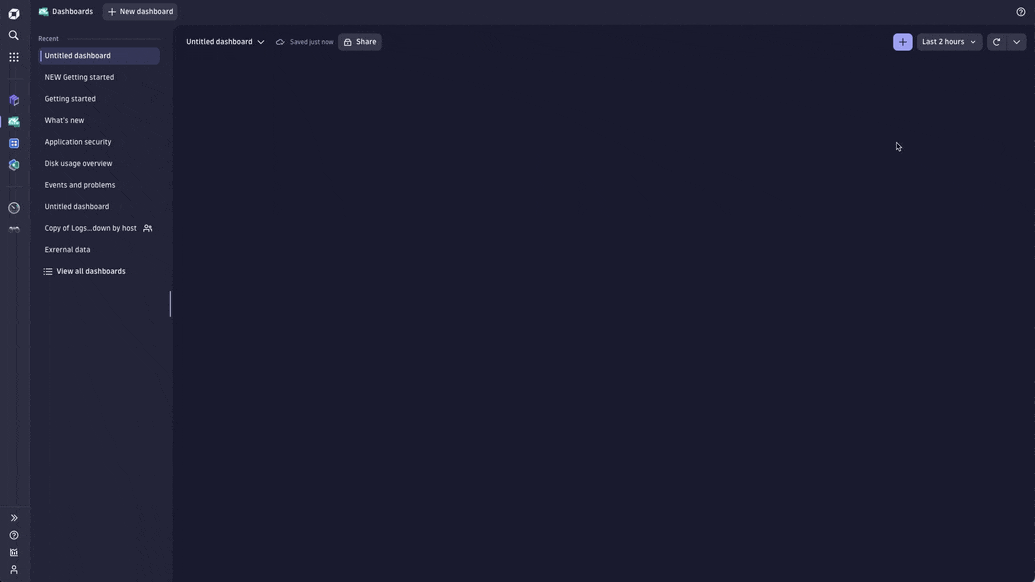 Dashboards
New dashboard
Recent
Untitled dashboard
NEW Getting started
Getting started
What's new
Application security
Disk usage overview
Events and problems
Untitled dashboard
Copy of Logs...down by host
Exrernal data
View all dashboards
Untitled dashboard
Saved just now
Share
Last 2 hours